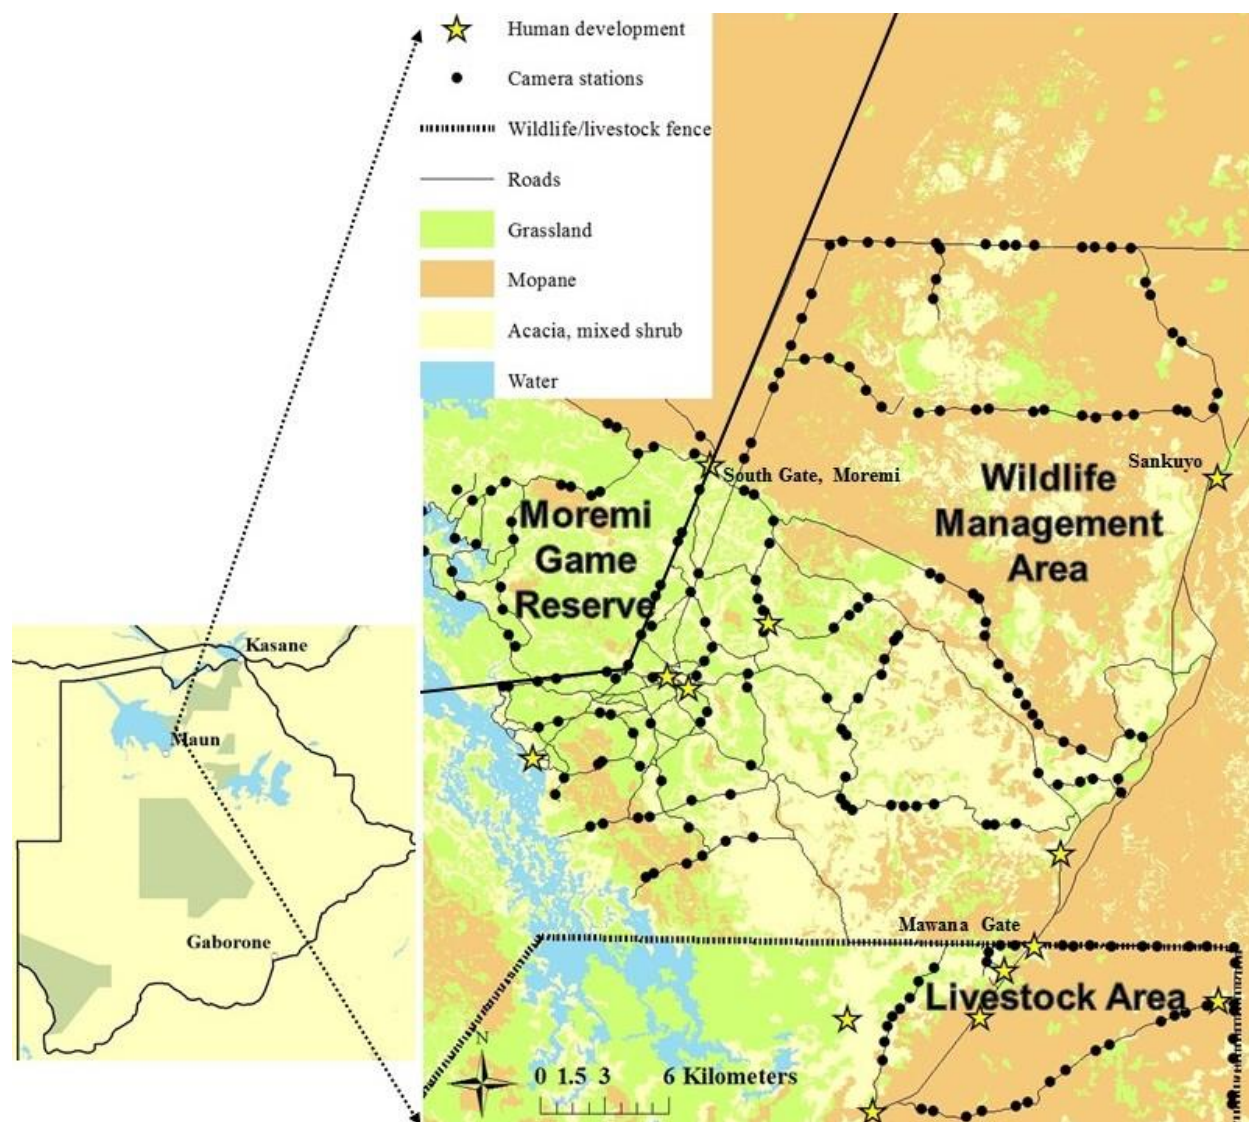 Human development
Camera stations
Wildlife/livestock fence
Roads
Grassland
Mopane
Acacia, mixed shrub
Water
South Gate, Moremi
Sankuyo
Wildlife
Management
Area
Moremi
Game
Reserve
Kasane
Maun
Gaborone
Mawana Gate
Livestock Area
N
0 1.5 3 6 Kilometers